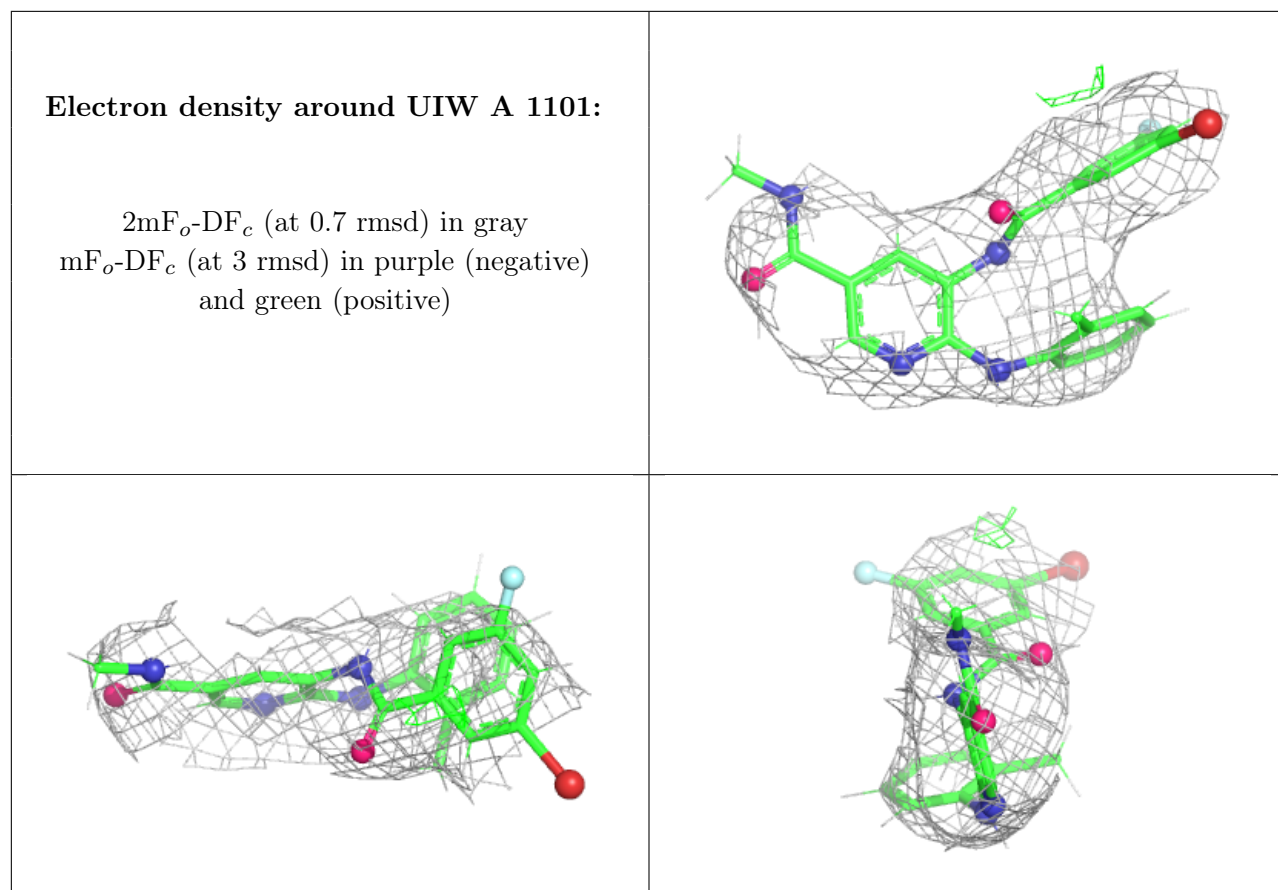 Electron density around UIW A 1101:
2mFo-DFc (at 0.7 rmsd) in gray
mFo-DFc (at 3 rmsd) in purple (negative)
and green (positive)